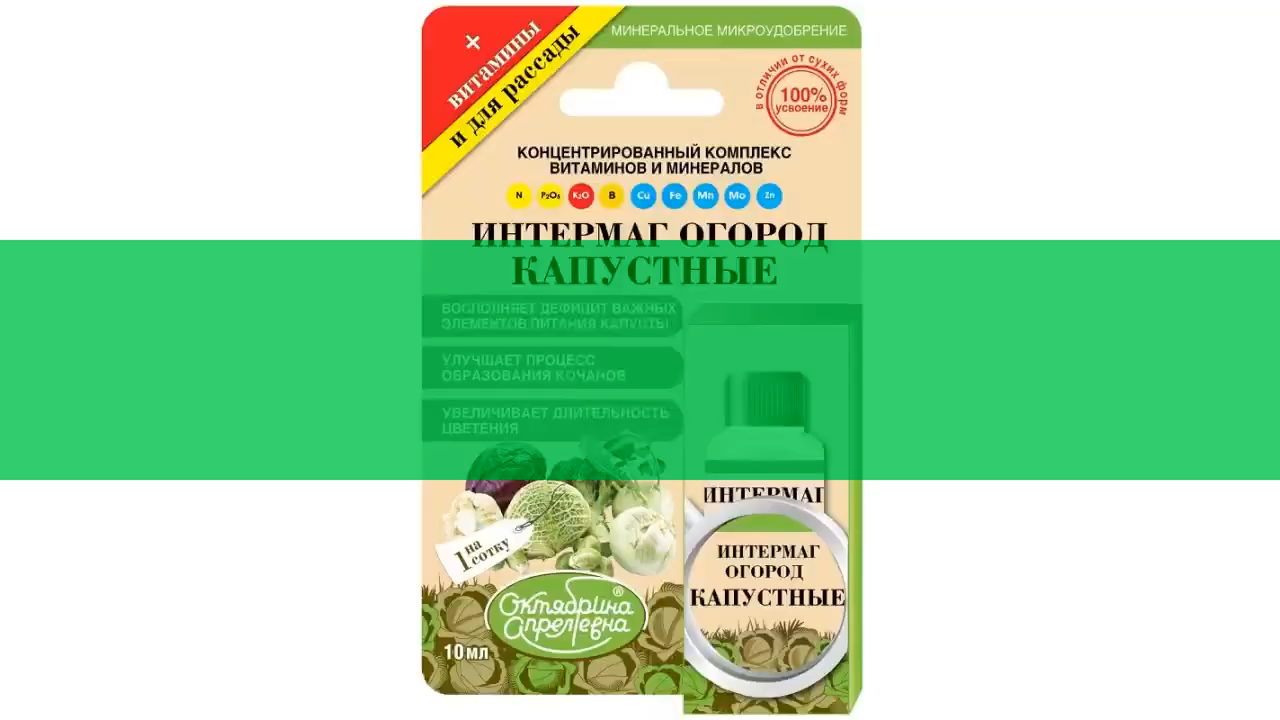 +
витамины
и для рассады
МИНЕРАЛЬНОЕ МИКРОУДОБРЕНИЕ
в отличии от сухих форм
100%
усвоение
КОНЦЕНТРИРОВАННЫЙ КОМПЛЕКС
ВИТАМИНОВ И МИНЕРАЛОВ
N P₂O₅ K₂O B Cu Fe Mn Mo Zn
ИНТЕРМАГ ОГОРОД
КАПУСТНЫЕ
ВОСПОЛНЯЕТ ДЕФИЦИТ ВАЖНЫХ
ЭЛЕМЕНТОВ ПИТАНИЯ КАПУСТЫ
УЛУЧШАЕТ ПРОЦЕСС
ОБРАЗОВАНИЯ КОЧАНОВ
УВЕЛИЧИВАЕТ ДЛИТЕЛЬНОСТЬ
ЦВЕТЕНИЯ
ИНТЕРМАГ
ИНТЕРМАГ
ОГОРОД
КАПУСТНЫЕ
1 на
сотку
Октябрина
Апрелевна
®
10мл